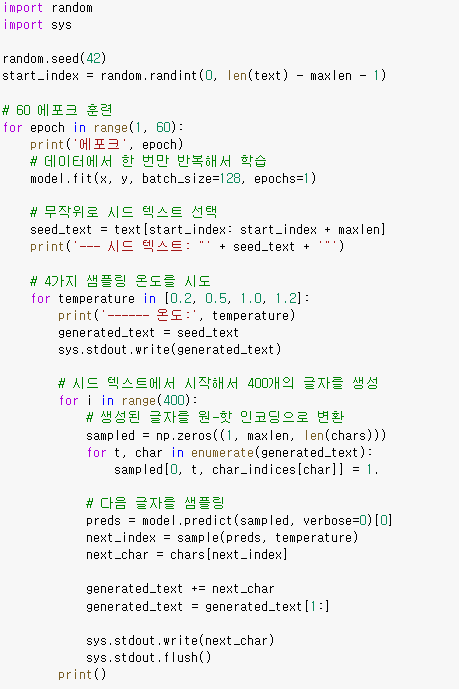 import random
import sys

random.seed(42)
start_index = random.randint(0, len(text) - maxlen - 1)

# 60 에포크 훈련
for epoch in range(1, 60):
    print('에포크', epoch)
    # 데이터에서 한 번만 반복해서 학습
    model.fit(x, y, batch_size=128, epochs=1)

    # 무작위로 시드 텍스트 선택
    seed_text = text[start_index: start_index + maxlen]
    print('--- 시드 텍스트: "' + seed_text + '"')

    # 4가지 샘플링 온도를 시도
    for temperature in [0.2, 0.5, 1.0, 1.2]:
        print('------ 온도:', temperature)
        generated_text = seed_text
        sys.stdout.write(generated_text)

        # 시드 텍스트에서 시작해서 400개의 글자를 생성
        for i in range(400):
            # 생성된 글자를 원-핫 인코딩으로 변환
            sampled = np.zeros((1, maxlen, len(chars)))
            for t, char in enumerate(generated_text):
                sampled[0, t, char_indices[char]] = 1.

            # 다음 글자를 샘플링
            preds = model.predict(sampled, verbose=0)[0]
            next_index = sample(preds, temperature)
            next_char = chars[next_index]

            generated_text += next_char
            generated_text = generated_text[1:]

            sys.stdout.write(next_char)
            sys.stdout.flush()
        print()